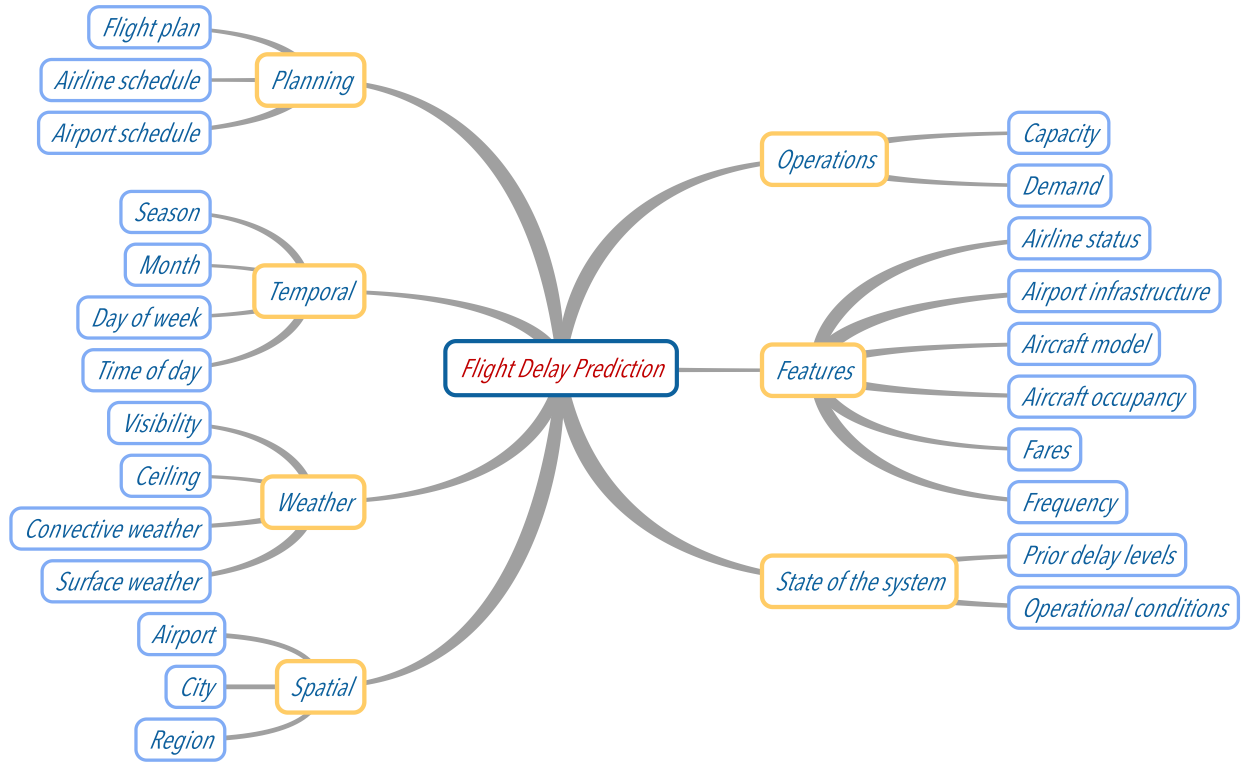 Flight Delay Prediction
Planning
Flight plan
Airline schedule
Airport schedule
Temporal
Season
Month
Day of week
Time of day
Weather
Visibility
Ceiling
Convective weather
Surface weather
Spatial
Airport
City
Region
Operations
Capacity
Demand
Features
Airline status
Airport infrastructure
Aircraft model
Aircraft occupancy
Fares
Frequency
State of the system
Prior delay levels
Operational conditions